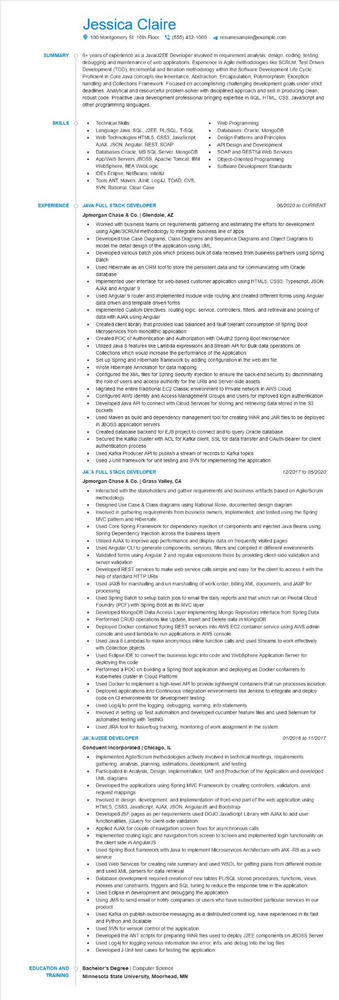 Jessica Claire
100 Montgomery St. 10th Floor (555) 432-1000 resumesample@example.com
SUMMARY
6+ years of experience as a Java/J2EE Developer involved in requirement analysis, design, coding, testing,
debugging and maintenance of web applications. Experience in Agile methodologies like SCRUM, Test Driven
Development (TDD), Incremental and Iteration methodology within the Software Development Life Cycle.
Proficient in Core Java concepts like Inheritance, Abstraction, Encapsulation, Polymorphism, Exception
handling and Collections Framework. Focused on accomplishing challenging development goals under strict
deadlines. Analytical and resourceful problem-solver with disciplined approach and skill in producing clean,
robust code. Proactive Java development professional bringing expertise in SQL, HTML, CSS, JavaScript and
other programming languages.
SKILLS
• Technical Skills:
• Language Java, SQL, J2EE, PL/SQL, T-SQL
• Web Technologies HTML5, CSS3, JavaScript,
AJAX, JSON, Angular, REST, SOAP
• Databases Oracle, MS SQL Server, MongoDB
• App/Web Servers JBOSS, Apache Tomcat, IBM
WebSphere, BEA WebLogic
• IDEs Eclipse, NetBeans, IntelliJ
• Tools ANT, Maven, JUnit, Log4J, TOAD, CVS,
SVN, Rational, Clear Case
• Web Programming
• Databases: Oracle, MongoDB
• Design Patterns and Principles
• API Design and Development
• SOAP and RESTful Web Services
• Object-Oriented Programming
• Software Development Standards
EXPERIENCE
JAVA FULL STACK DEVELOPER 06/2020 to CURRENT
Jpmorgan Chase & Co. | Glendale, AZ
• Worked with business teams on requirements gathering and estimating the efforts for development
using Agile/SCRUM methodology to integrate business line of apps
• Developed Use Case Diagrams, Class Diagrams and Sequence Diagrams and Object Diagrams to
model the detail design of the application using UML
• Developed various batch jobs which process bulk of data received from business partners using Spring
Batch
• Used Hibernate as an ORM tool to store the persistent data and for communicating with Oracle
database
• Implemented user interface for web-based customer application using HTML5, CSS3, Typescript, JSON,
AJAX and Angular 9
• Used Angular 9 router and implemented module wide routing and created different forms using Angular
data driven and template driven forms
• Implemented Custom Directives, routing logic, service, controllers, filters, and retrieval and posting of
data with AJAX using Angular
• Created client library that provided load balanced and fault tolerant consumption of Spring Boot
Microservices from monolithic application
• Created POC of Authentication and Authorization with OAuth2 Spring Boot microservice
• Utilized Java 8 features like Lambda expressions and Stream API for Bulk data operations on
Collections which would increase the performance of the Application
• Set up Spring and Hibernate framework by adding configuration in the web.xml file
• Wrote Hibernate Annotation for data mapping
• Configured the XML files for Spring Security injection to ensure the back-end security by discriminating
the role of users and access authority for the URIs and Server-side assets
• Migrated the entire traditional EC2 Classic environment to Private network in AWS Cloud
• Configured AWS Identity and Access Management Groups and Users for improved login authentication
• Developed Java API to connect with Cloud Services for storing and retrieving data stored in the S3
buckets
• Used Maven as build and dependency management tool for creating WAR and JAR files to be deployed
in JBOSS application servers
• Created database backend for EJB project to connect and to query Oracle database
• Secured the Kafka cluster with ACL for Kafka client, SSL for data transfer and OAuth-Bearer for client
authentication process
• Used Kafka Producer API to publish a stream of records to Kafka topics
• Used J-Unit framework for unit testing and SVN for implementing the application.
JAVA FULL STACK DEVELOPER 12/2017 to 05/2020
Jpmorgan Chase & Co. | Grass Valley, CA
• Interacted with the stakeholders and gather requirements and business artifacts based on Agile/Scrum
methodology
• Designed Use Case & Class diagrams using Rational Rose, documented design diagram
• Involved in gathering requirements from business owners, implemented, and tested using the Spring
MVC pattern and Hibernate
• Used Core Spring Framework for dependency injection of components and injected Java Beans using
Spring Dependency Injection across the business layers
• Utilized AJAX to improve app performance and display data on frequently visited pages
• Used Angular CLI to generate components, services, filters and compiled in different environments
• Validated forms using Angular 2 and regular expressions there by providing client-side validation and
server validation
• Developed REST services to make web service calls simple and easy for the client to access it with the
help of standard HTTP URIs
• Used JAXB for marshalling and un-marshalling of work order, billing XML documents, and JAXP for
processing
• Used Spring Batch to setup batch jobs to email the daily reports and that which run on Pivotal Cloud
Foundry (PCF) with Spring Boot as its MVC layer
• Developed MongoDB Data Access Layer implementing Mongo Repository interface from Spring Data
• Performed CRUD operations like Update, Insert and Delete data in MongoDB
• Deployed Docker contained Spring REST services into AWS EC2 container service using AWS admin
console and used lambda to run applications in AWS console
• Used Java 8 Lambdas to make anonymous inline function calls and used Streams to work effectively
with Collection objects
• Used Eclipse IDE to convert the business logic into code and WebSphere Application Server for
deploying the code
• Performed a POC on building a Spring Boot application and deploying as Docker containers to
Kubernetes cluster in Cloud Platform
• Used Docker to implement a high-level API to provide lightweight containers that run processes isolation
• Deployed applications into Continuous integration environments like Jenkins to integrate and deploy
code on CI environments for development testing
• Used Log4j to print the logging, debugging, warning, info statements
• Involved in setting up Test automation and developed cucumber feature files and used Selenium for
automated testing with TestNG
• Used JIRA tool for Issue/bug tracking, monitoring of work assignment in the system.
JAVA/J2EE DEVELOPER 01/2016 to 11/2017
Conduent Incorporated | Chicago, IL
• Implemented Agile/Scrum methodologies actively involved in technical meetings, requirements
gathering, analysis, planning, estimations, development, and testing
• Participated in Analysis, Design, Implementation, UAT and Production of the Application and developed
UML diagrams
• Developed the applications using Spring MVC Framework by creating controllers, validators, and
request mappings
• Involved in design, development, and implementation of front-end part of the web application using
HTML5, CSS3, JavaScript, AJAX, JSON, AngularJS and Bootstrap
• Developed JSF pages as per requirements used DOJO JavaScript Library with AJAX to add user
functionalities, jQuery for client-side validation
• Applied AJAX for couple of navigation screen flows for asynchronous calls
• Implemented routing logic and navigation from screen to screen and implemented login functionality on
the client side in AngularJS
• Used Spring Boot framework with Java to implement Microservices Architecture with JAX -RS as a web
service
• Used Web Services for creating rate summary and used WSDL for getting plans from different module
and used XML parsers for data retrieval
• Database development required creation of new tables PL/SQL stored procedures, functions, views,
indexes and constraints, triggers and SQL tuning to reduce the response time in the application
• Used Eclipse in development and debugging the application
• Using JMS to send email or notify companies or users who have subscribed particular services in our
product
• Used Kafka on publish-subscribe messaging as a distributed commit log, have experienced in its fast
and Python and Scalable
• Used SVN for version control of the application
• Developed the ANT scripts for preparing WAR files used to deploy J2EE components on JBOSS Server
• Used Log4j for logging various information like error, info, and debug into the log files
• Developed J-Unit test cases for testing the application.
EDUCATION AND
TRAINING
Bachelor's Degree | Computer Science
Minnesota State University, Moorhead, MN